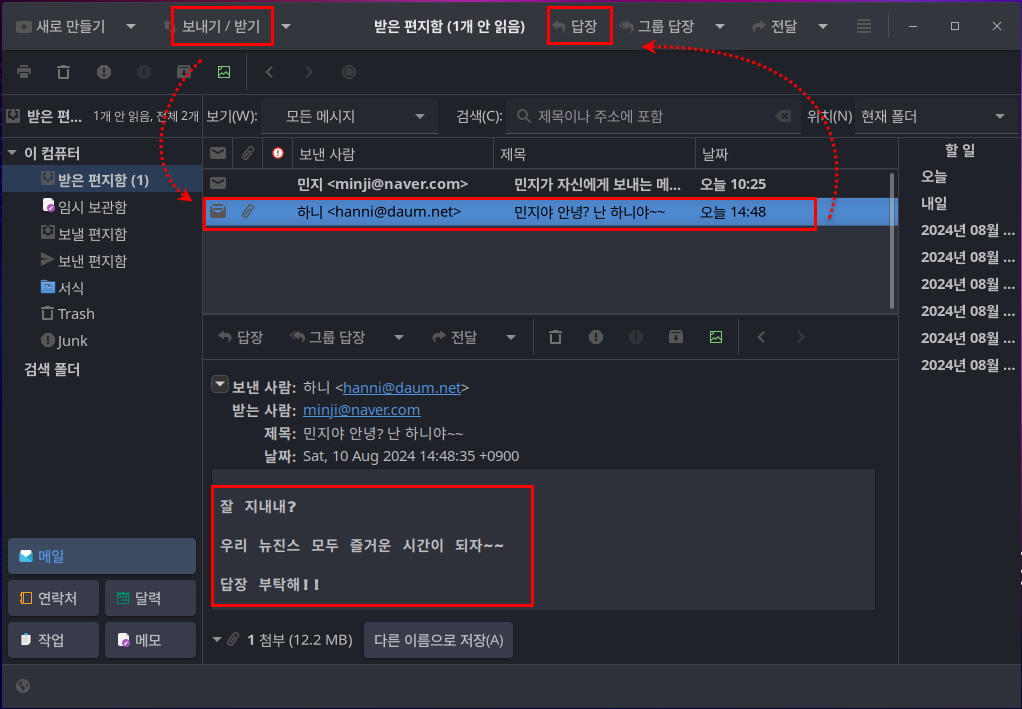 새로 만들기 보내기 / 받기 받은 편지함 (1개 안 읽음) 답장 그룹 답장 전달
받은 편... 1개 안 읽음, 전체 2개 보기(W): 모든 메시지 검색(C): 제목이나 주소에 포함 위치(N) 현재 폴더
이 컴퓨터
받은 편지함 (1)
임시 보관함
보낼 편지함
보낸 편지함
서식
Trash
Junk
검색 폴더
보낸 사람 제목 날짜
민지 <minji@naver.com> 민지가 자신에게 보내는 메... 오늘 10:25
하니 <hanni@daum.net> 민지야 안녕? 난 하니야~~ 오늘 14:48
할 일
오늘
내일
2024년 08월 ...
2024년 08월 ...
2024년 08월 ...
2024년 08월 ...
2024년 08월 ...
2024년 08월 ...
답장 그룹 답장 전달
보낸 사람: 하니 <hanni@daum.net>
받는 사람: minji@naver.com
제목: 민지야 안녕? 난 하니야~~
날짜: Sat, 10 Aug 2024 14:48:35 +0900
잘 지내내?
우리 뉴진스 모두 즐거운 시간이 되자~~
답장 부탁해!!
1 첨부 (12.2 MB) 다른 이름으로 저장(A)
메일
연락처 달력
작업 메모